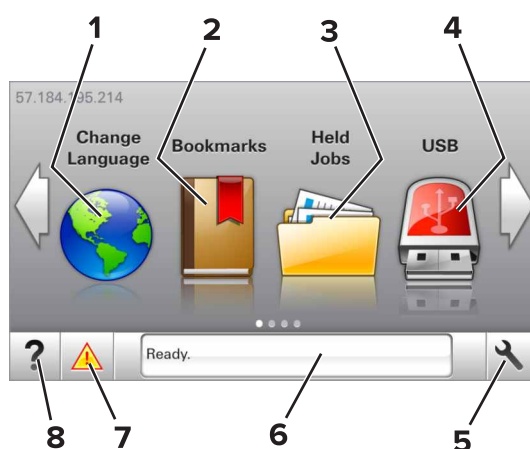 1
2
3
4
57.184.195.214
Change
Language
Bookmarks
Held
Jobs
USB
?
!
Ready.
8
7
6
5